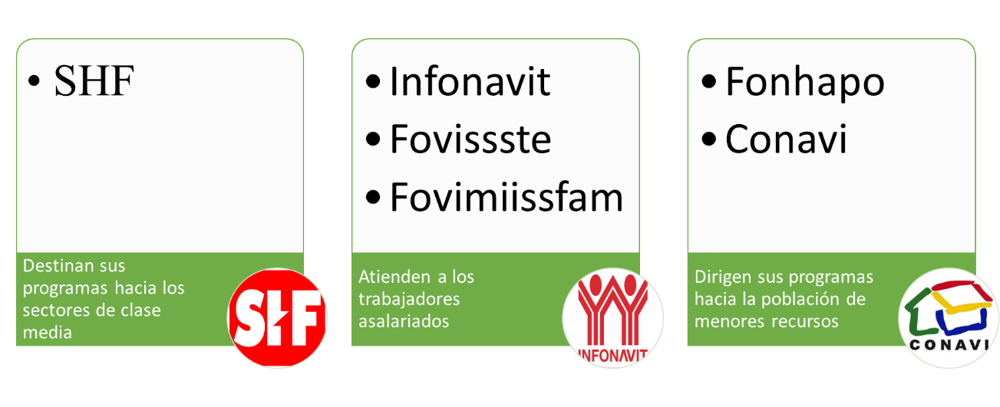 • SHF
Destinan sus
programas hacia los
sectores de clase
media
SHF
• Infonavit
• Fovissste
• Fovimiissfam
Atienden a los
trabajadores
asalariados
INFONAVIT
• Fonhapo
• Conavi
Dirigen sus programas
hacia la población de
menores recursos
CONAVI